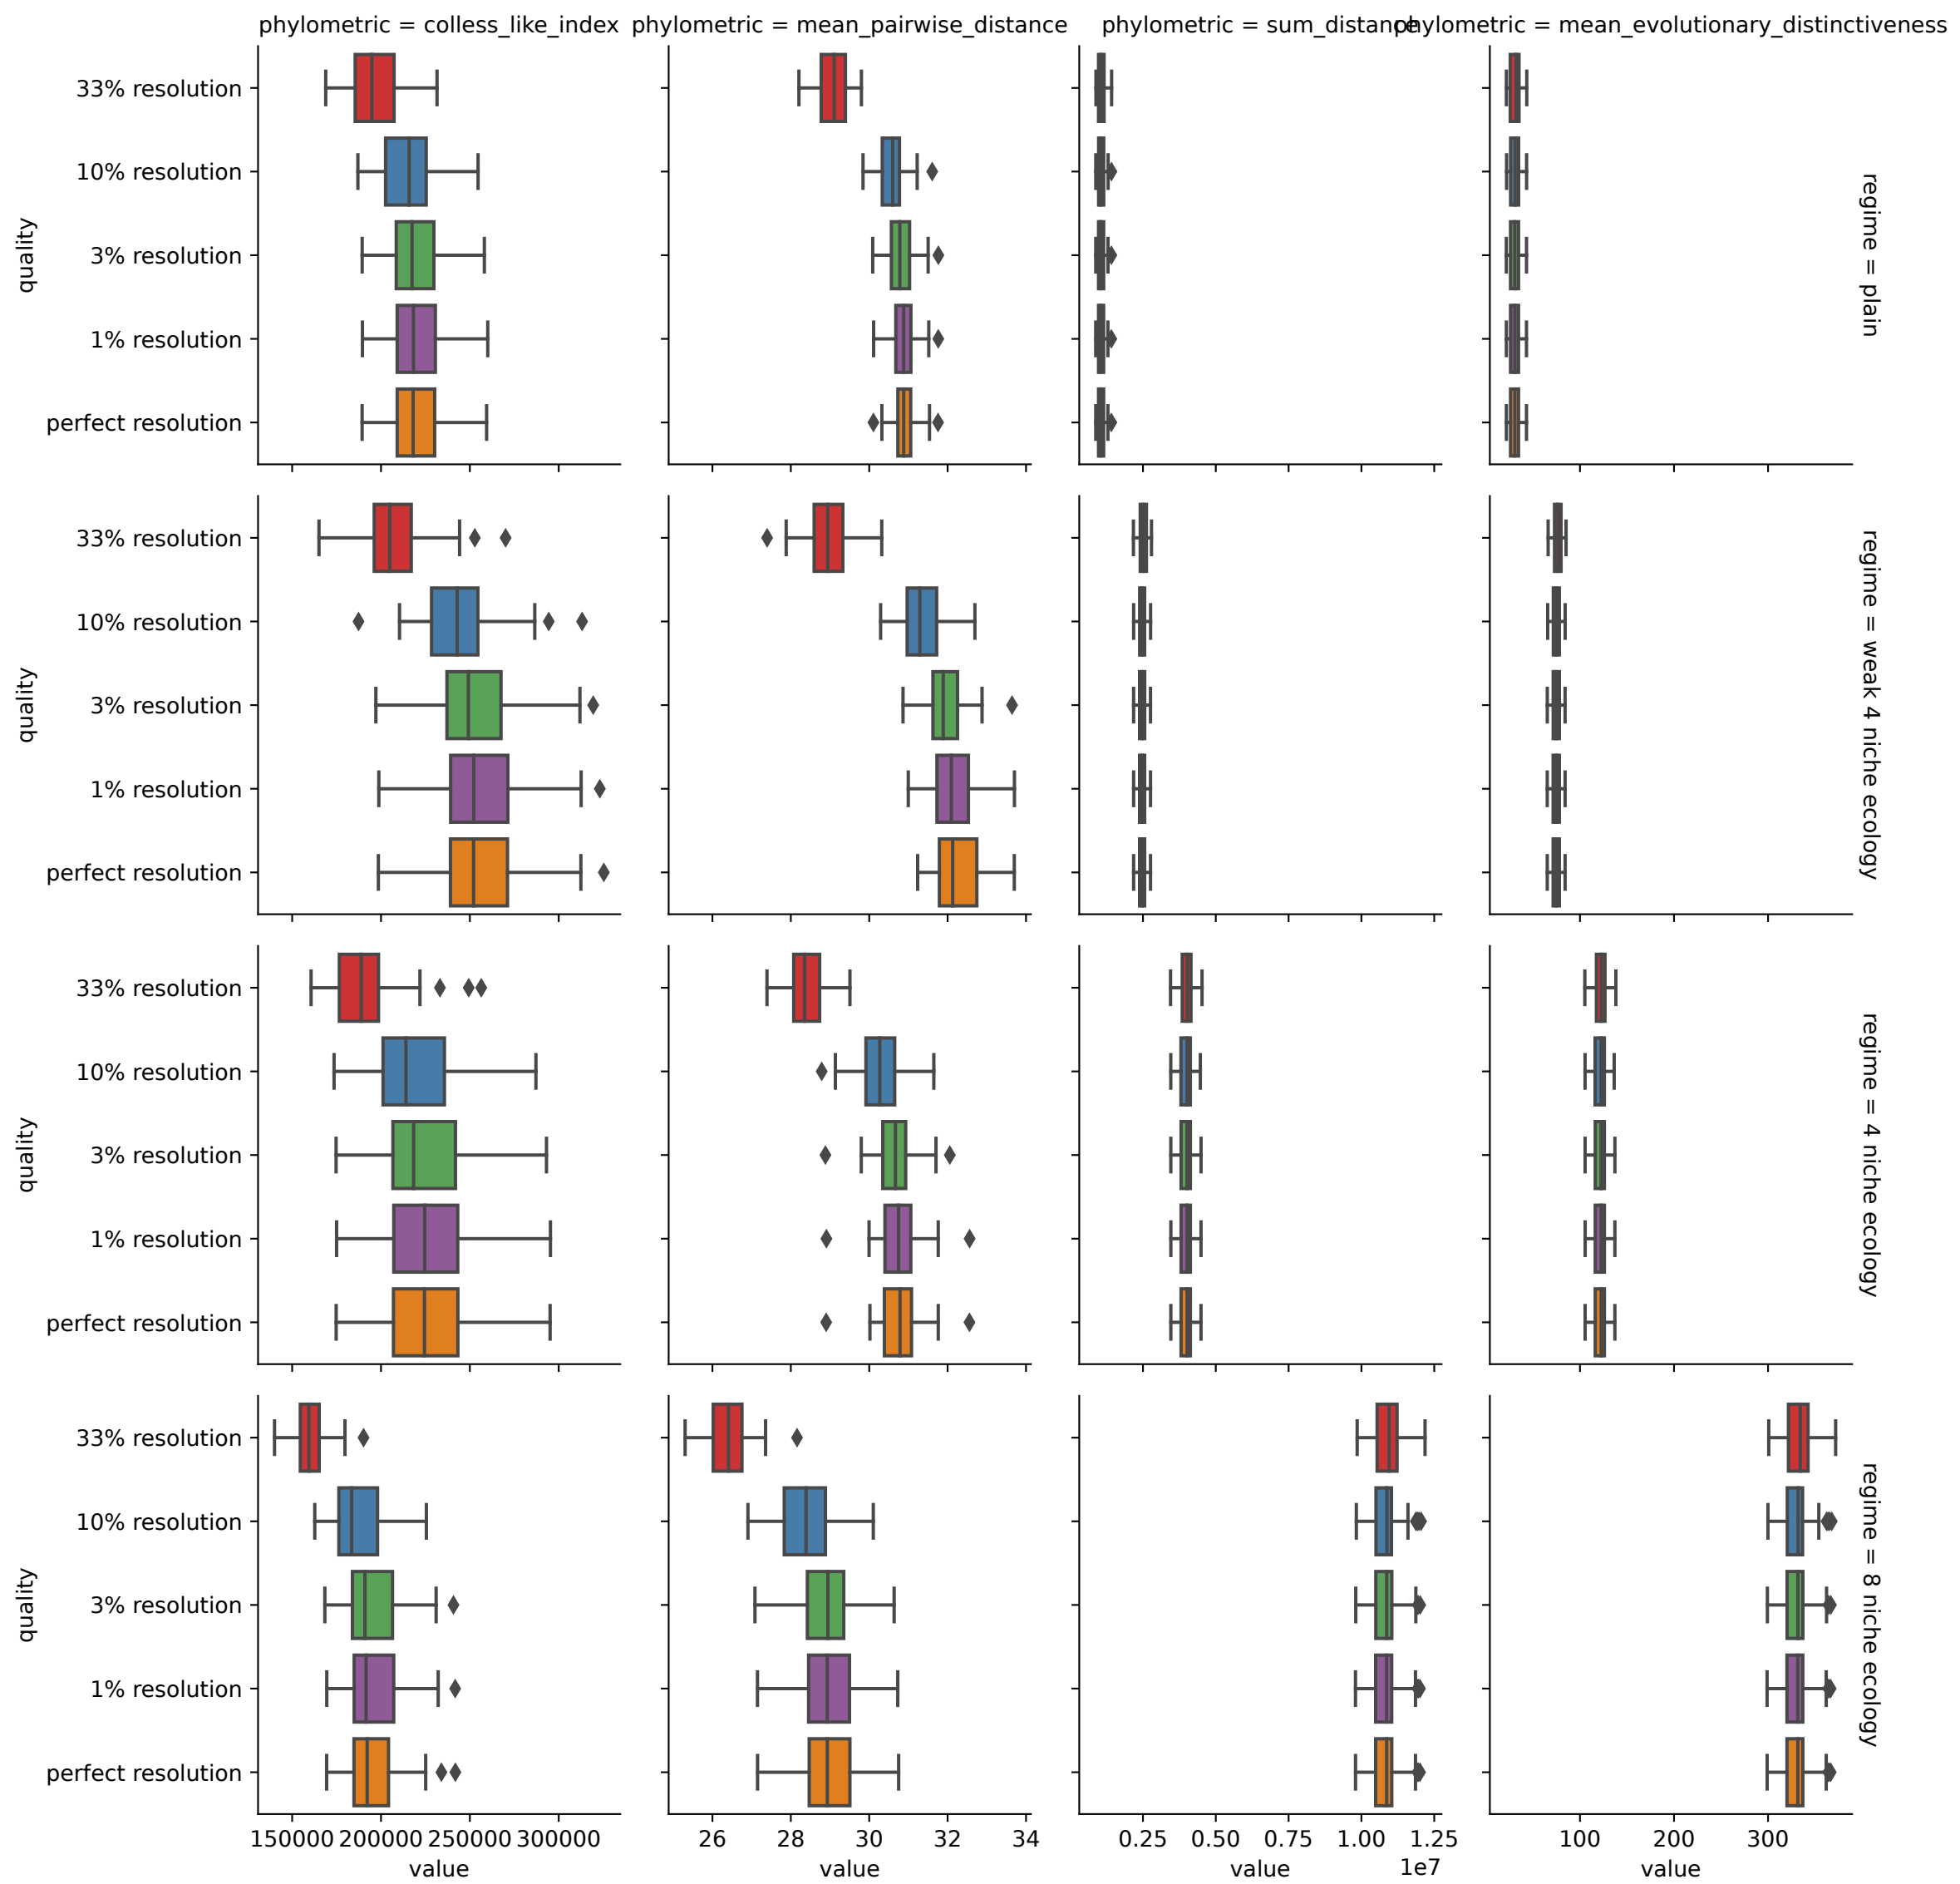 phylometric = colless_like_index
phylometric = mean_pairwise_distance
phylometric = sum_distance
phylometric = mean_evolutionary_distinctiveness
33% resolution
10% resolution
3% resolution
1% resolution
perfect resolution
quality
regime = plain
33% resolution
10% resolution
3% resolution
1% resolution
perfect resolution
quality
regime = weak 4 niche ecology
33% resolution
10% resolution
3% resolution
1% resolution
perfect resolution
quality
regime = 4 niche ecology
33% resolution
10% resolution
3% resolution
1% resolution
perfect resolution
quality
regime = 8 niche ecology
150000 200000 250000 300000
value
26 28 30 32 34
value
0.25 0.50 0.75 1.00 1.25
1e7
value
100 200 300
value